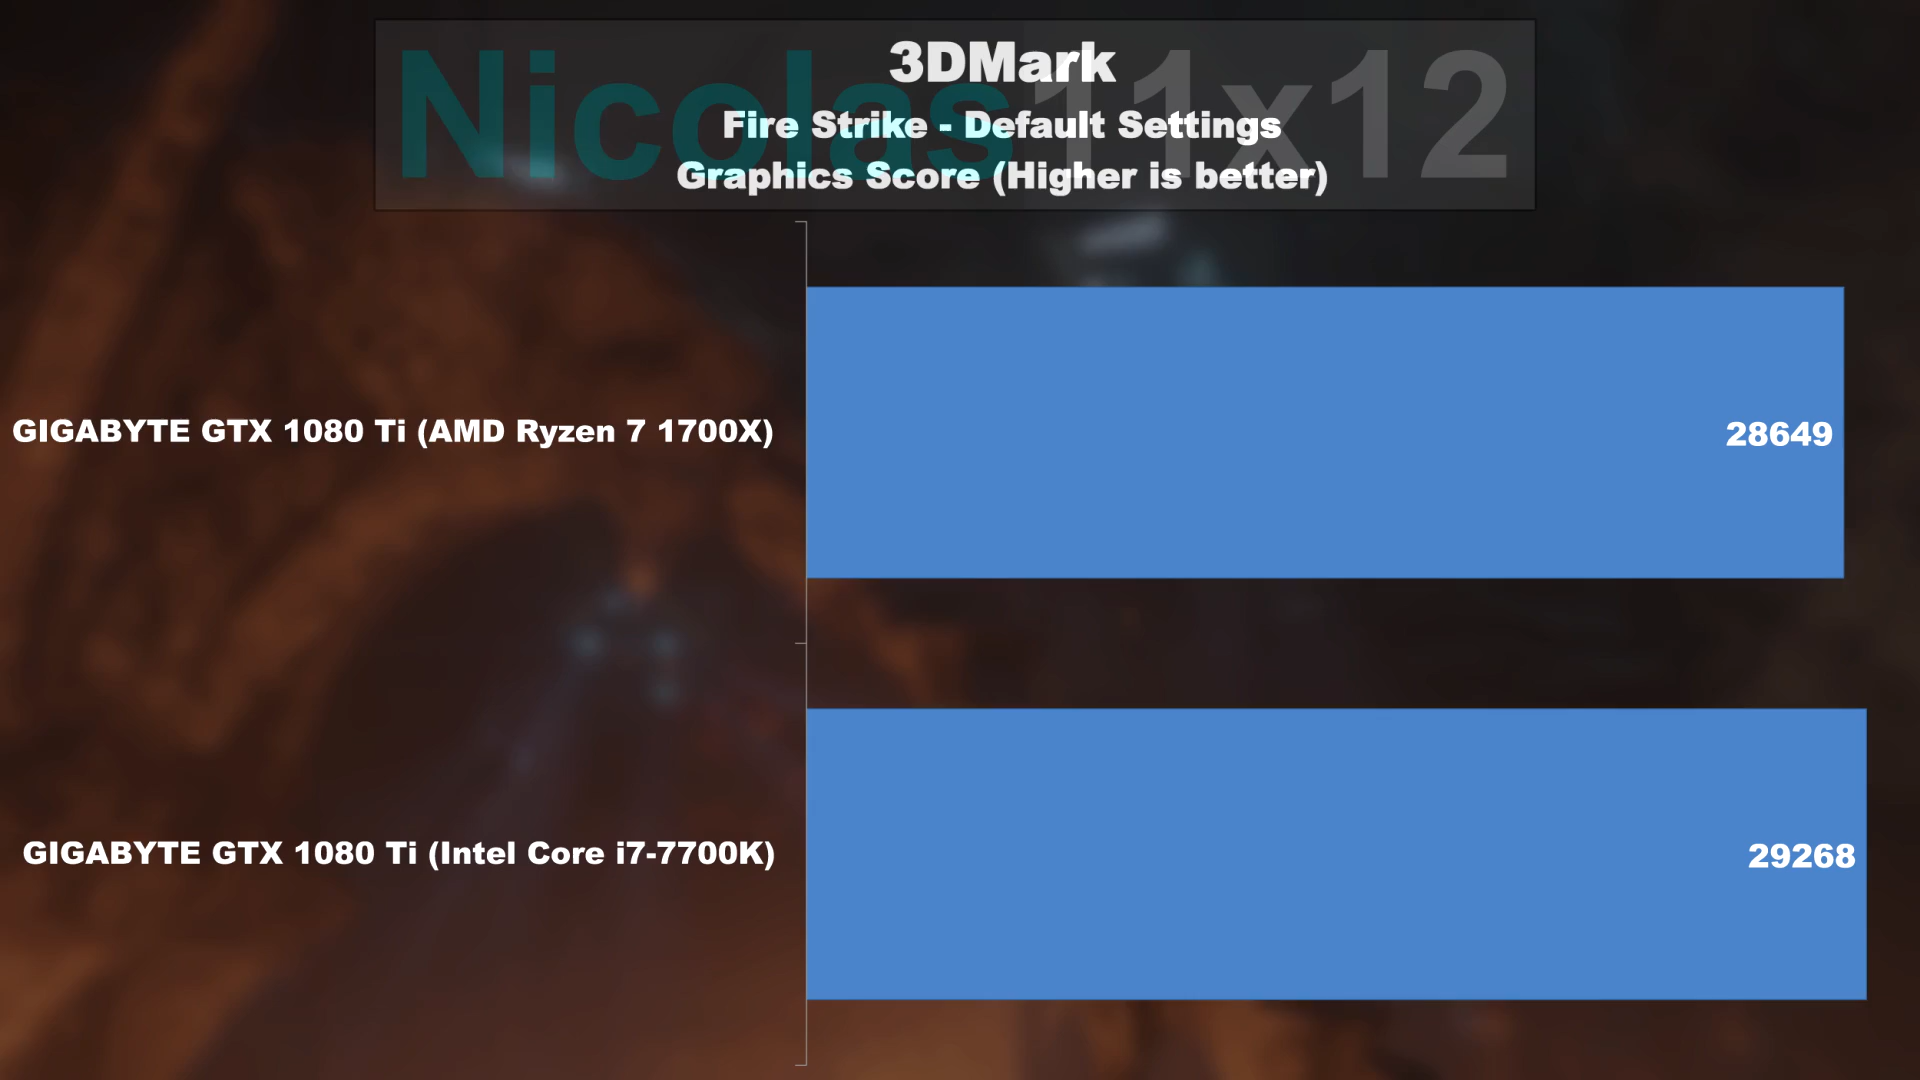 Nicolas11x12
3DMark
Fire Strike - Default Settings
Graphics Score (Higher is better)
GIGABYTE GTX 1080 Ti (AMD Ryzen 7 1700X)
28649
GIGABYTE GTX 1080 Ti (Intel Core i7-7700K)
29268